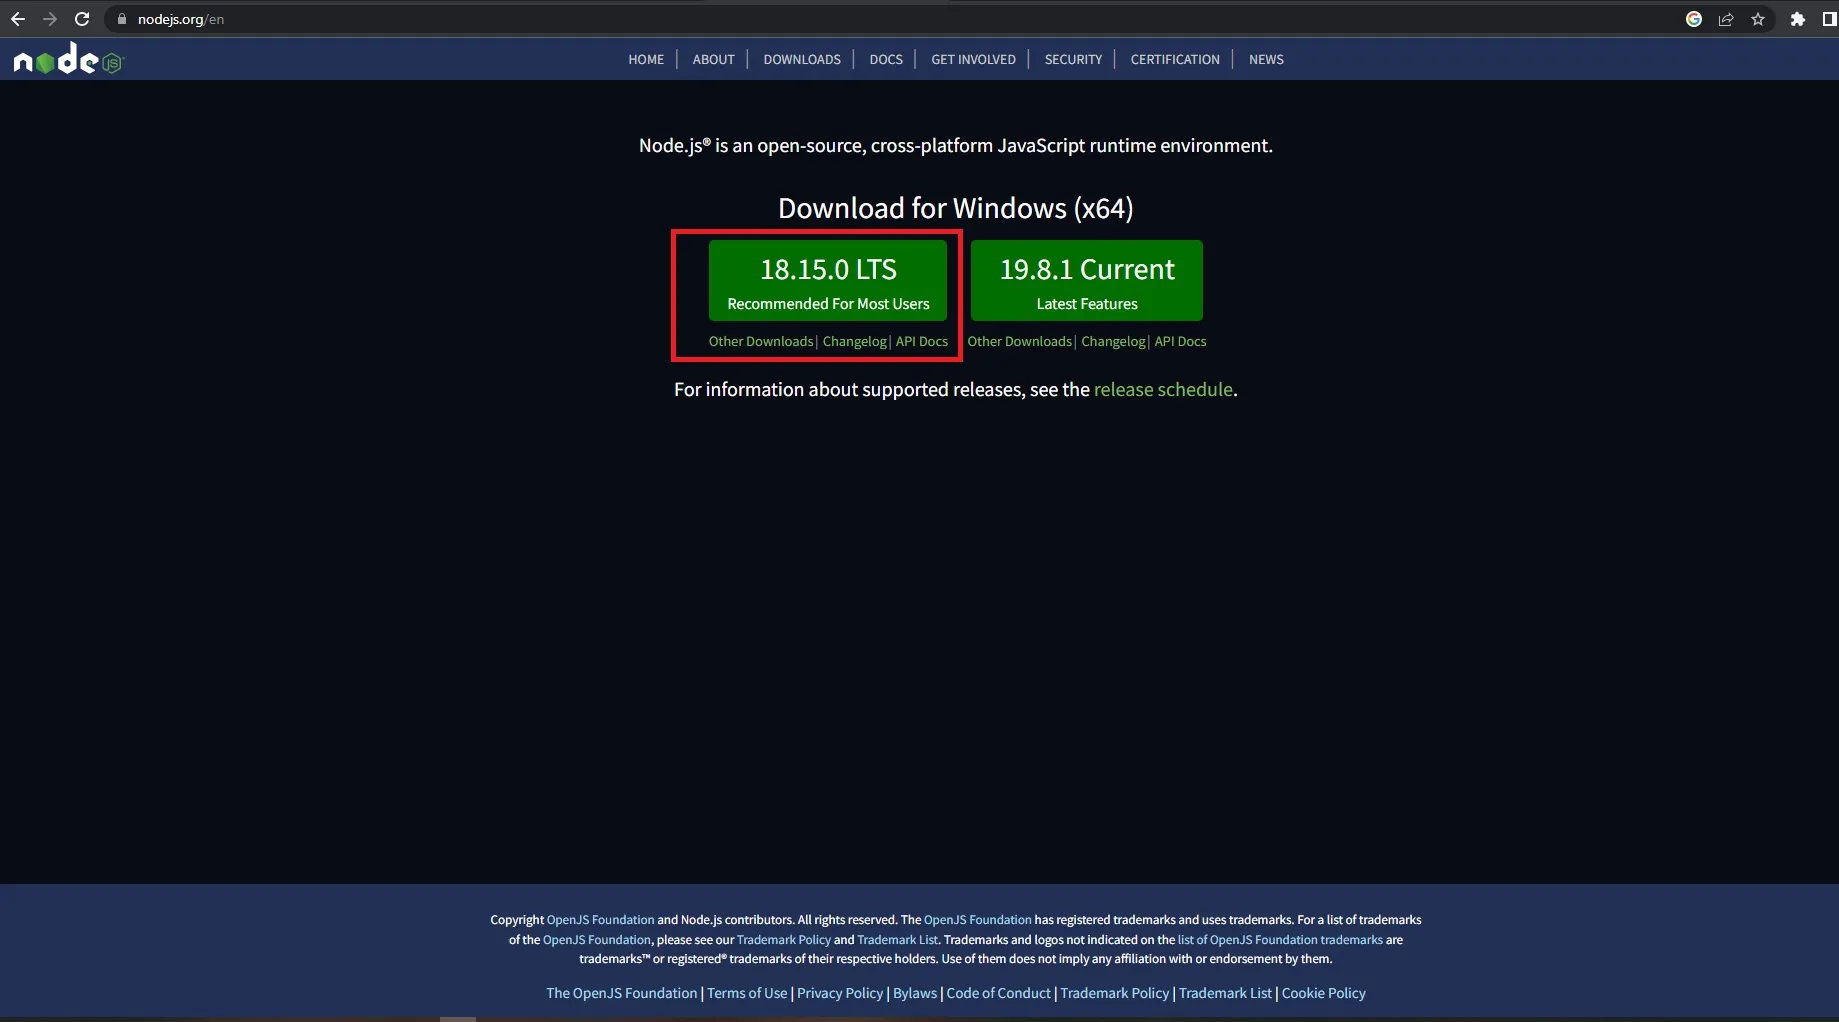 nodejs.org/en
node JS
HOME | ABOUT | DOWNLOADS | DOCS | GET INVOLVED | SECURITY | CERTIFICATION | NEWS
Node.js® is an open-source, cross-platform JavaScript runtime environment.
Download for Windows (x64)
18.15.0 LTS
Recommended For Most Users
Other Downloads | Changelog | API Docs
19.8.1 Current
Latest Features
Other Downloads | Changelog | API Docs
For information about supported releases, see the release schedule.
Copyright OpenJS Foundation and Node.js contributors. All rights reserved. The OpenJS Foundation has registered trademarks and uses trademarks. For a list of trademarks
of the OpenJS Foundation, please see our Trademark Policy and Trademark List. Trademarks and logos not indicated on the list of OpenJS Foundation trademarks are
trademarks™ or registered® trademarks of their respective holders. Use of them does not imply any affiliation with or endorsement by them.
The OpenJS Foundation | Terms of Use | Privacy Policy | Bylaws | Code of Conduct | Trademark Policy | Trademark List | Cookie Policy